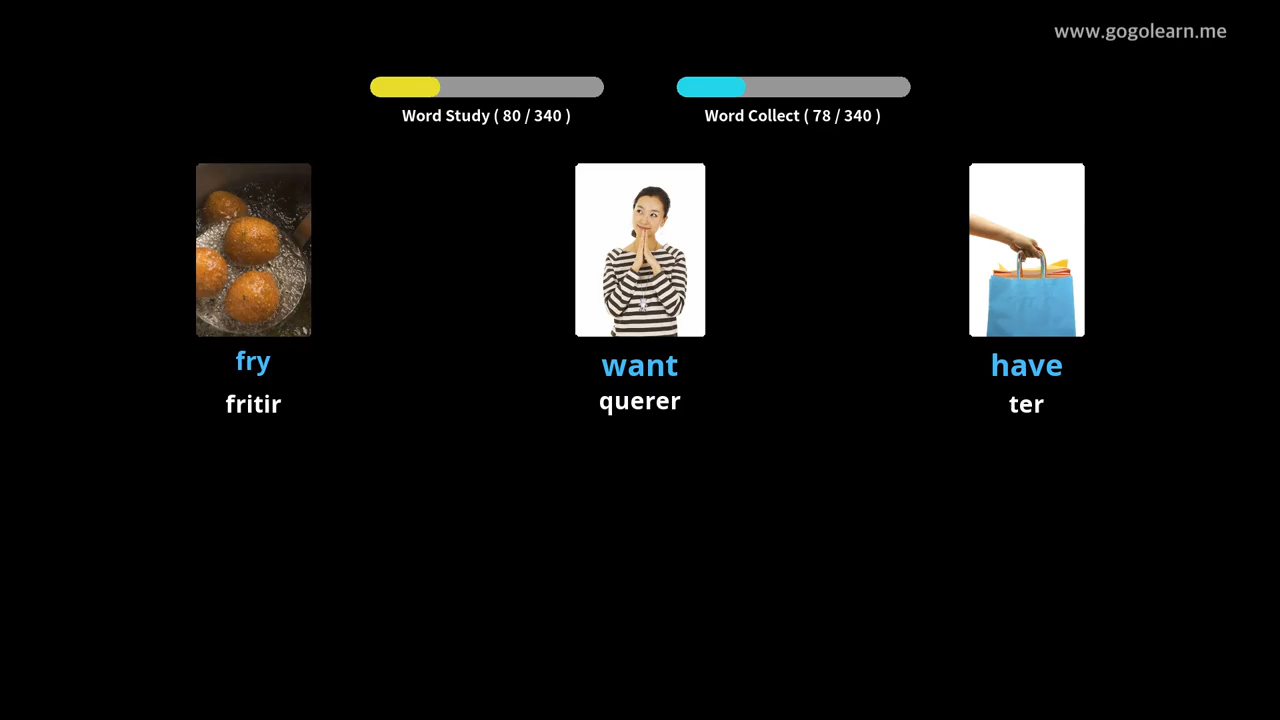 www.gogolearn.me
Word Study ( 80 / 340 )
Word Collect ( 78 / 340 )
fry
fritir
want
querer
have
ter